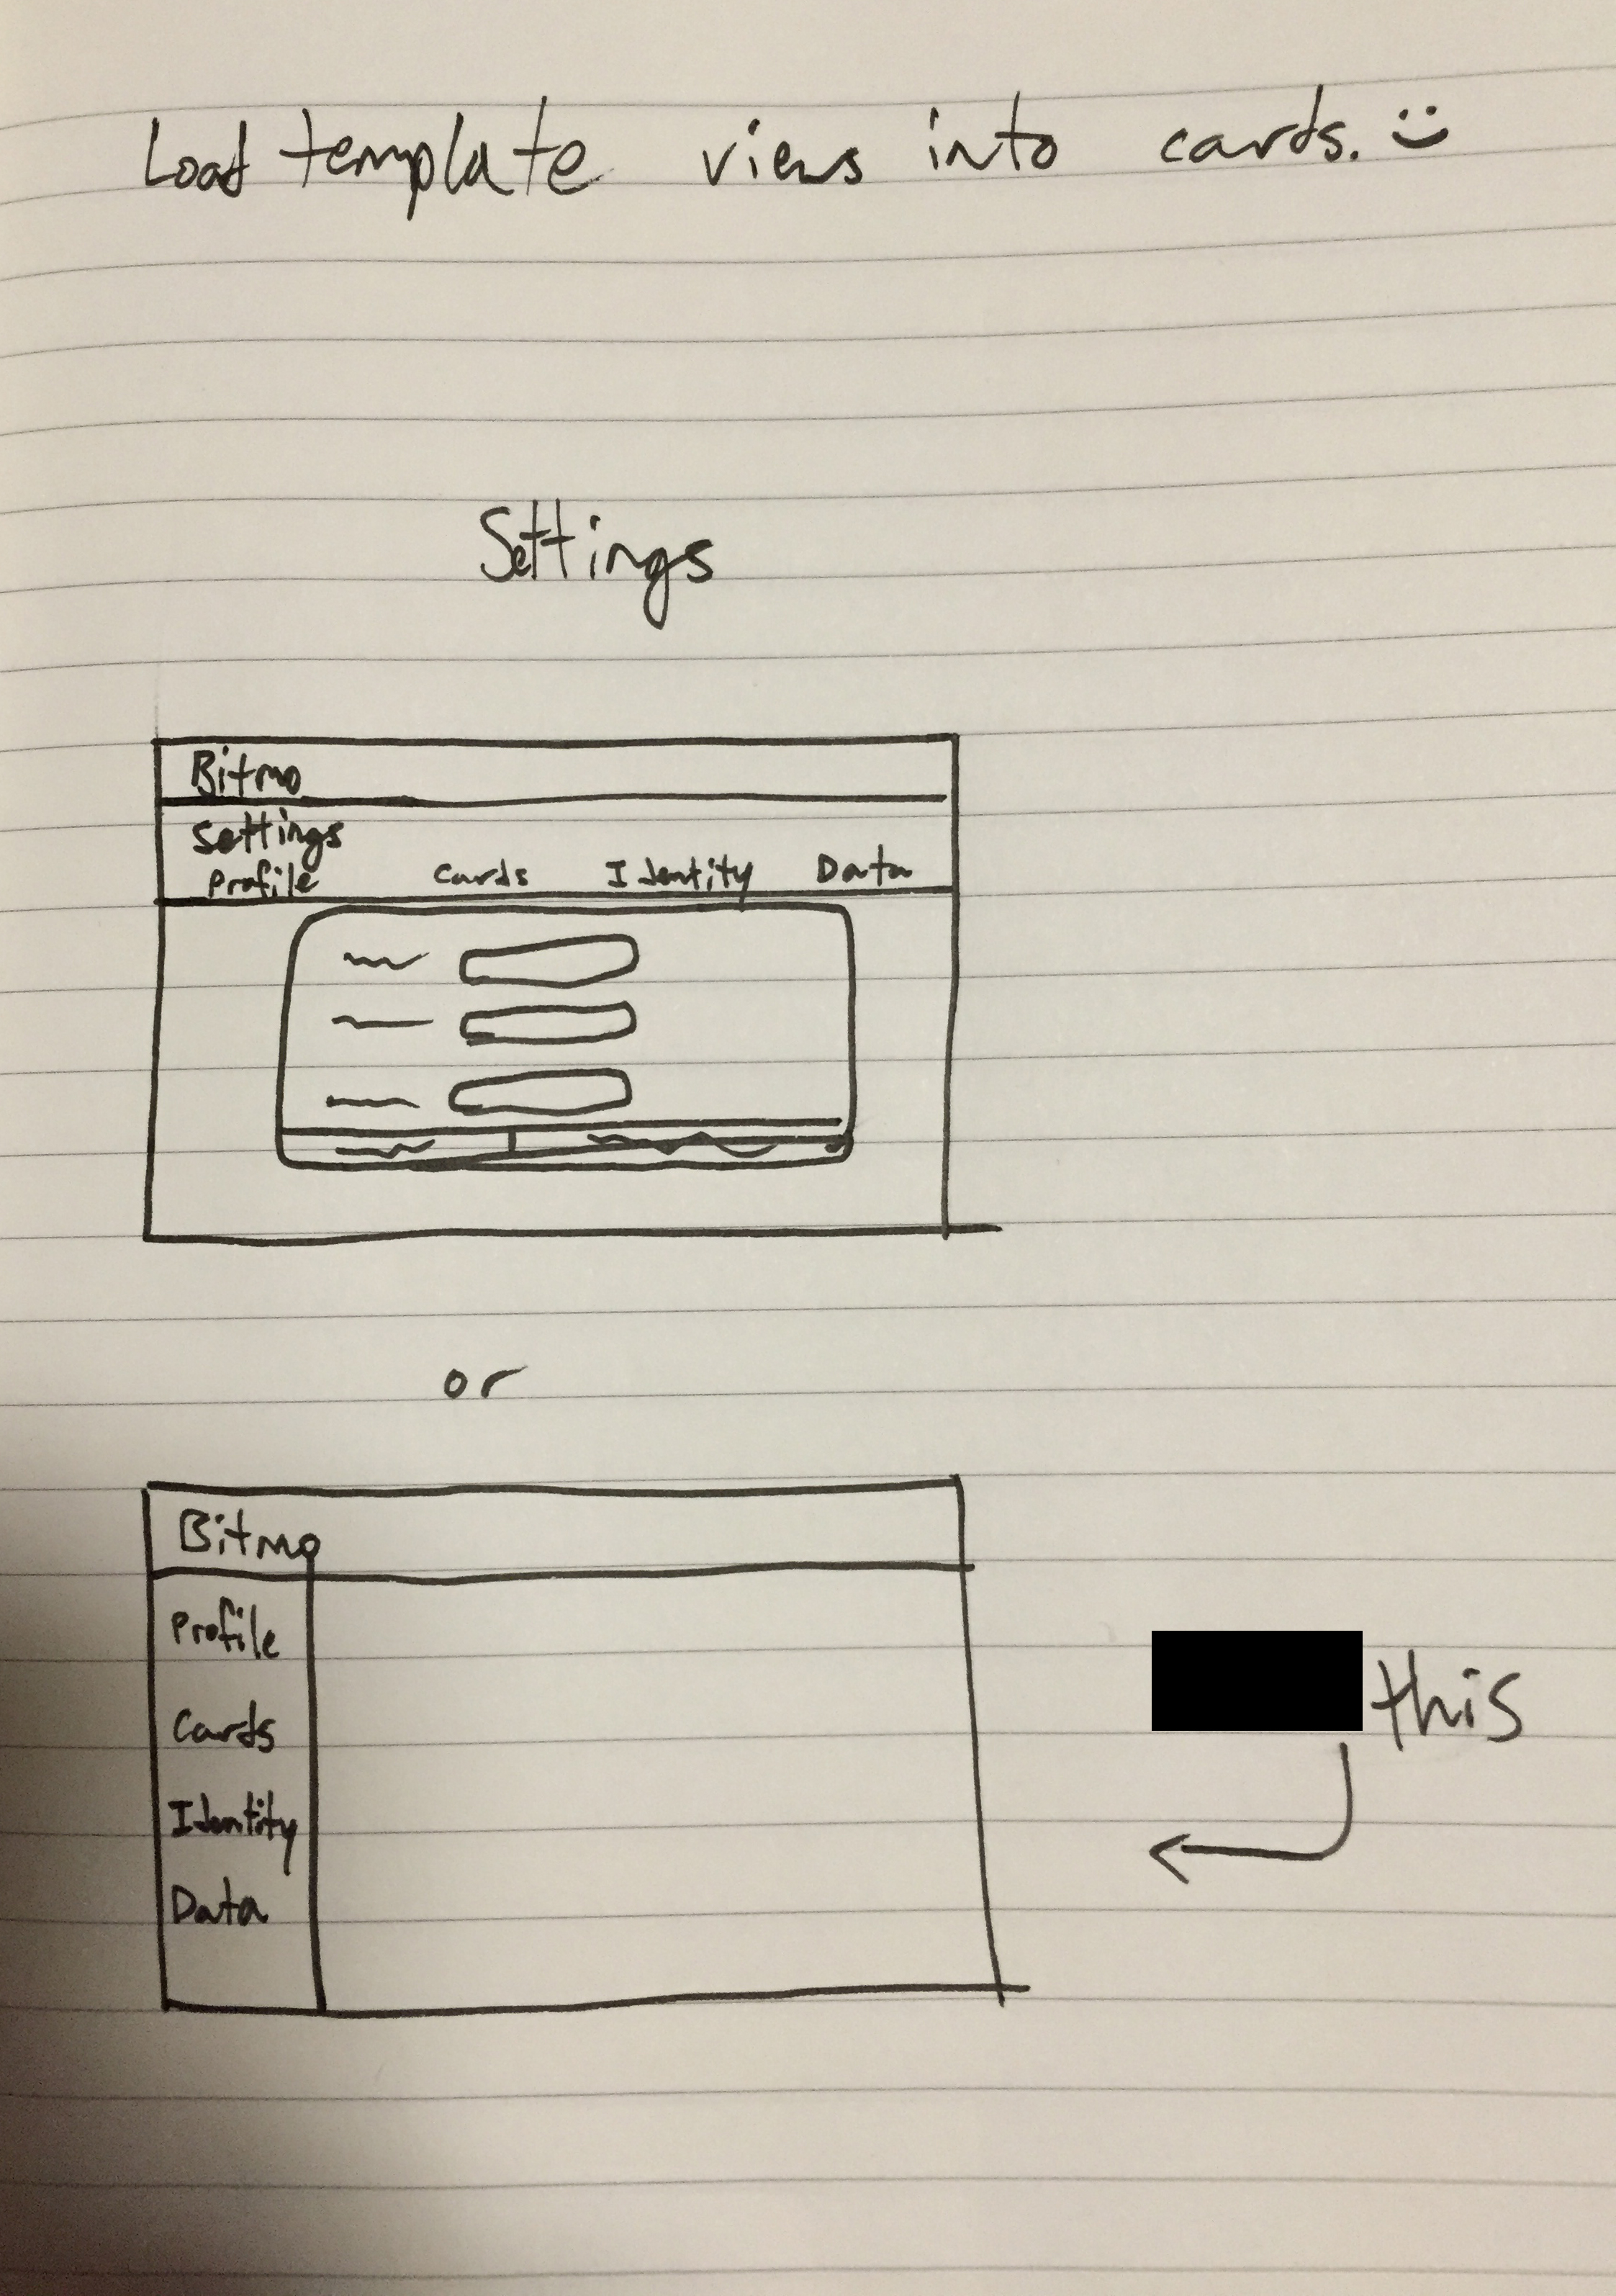 Load template views into cards. :)
Settings
Bitmo
Settings
Profile Cards Identity Data
or
Bitmo
Profile
Cards
Identity
Data
this